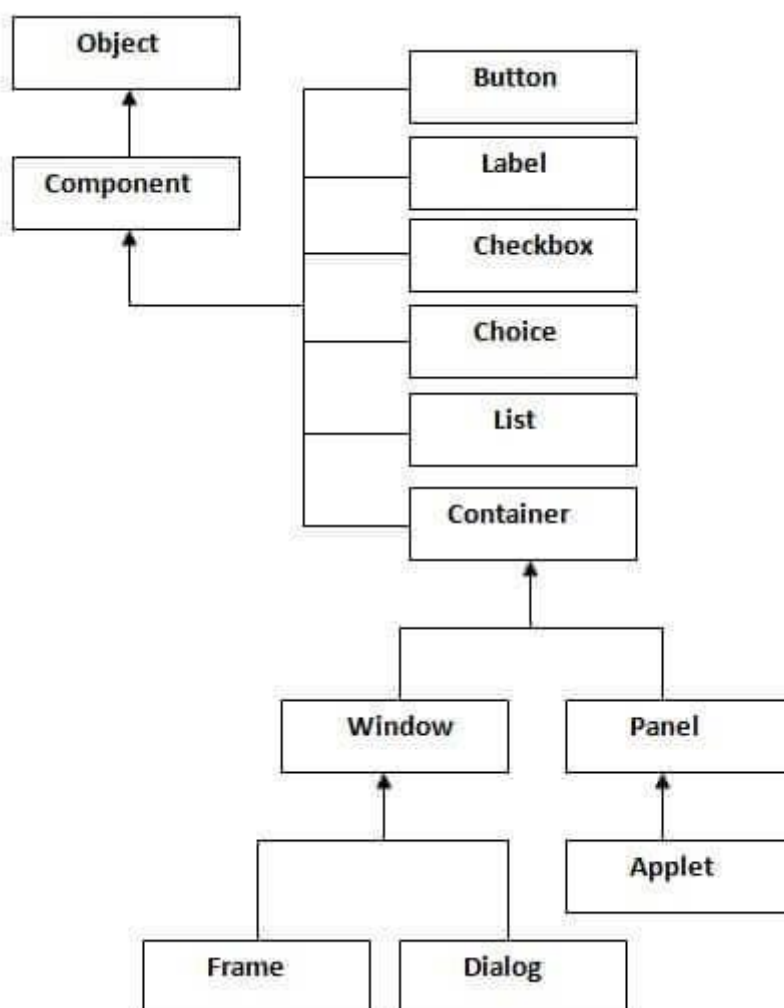 Object
Component
Button
Label
Checkbox
Choice
List
Container
Window
Panel
Applet
Frame
Dialog